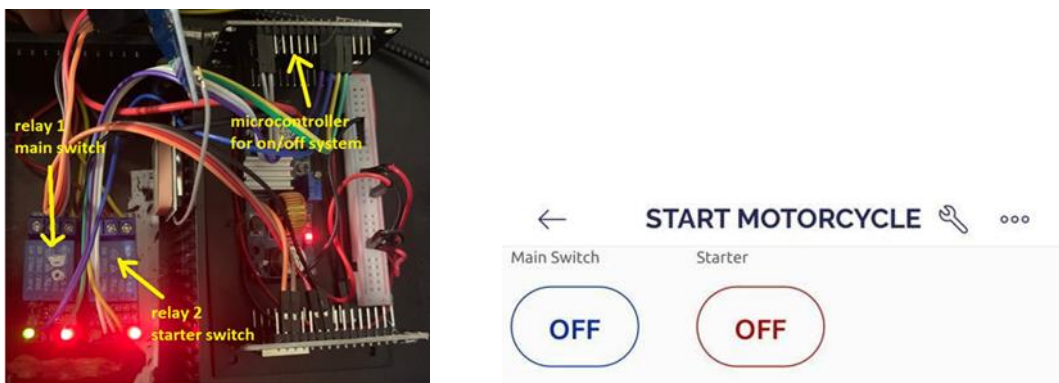 relay 1
main switch
microcontroller
for on/off system
relay 2
starter switch
START MOTORCYCLE
Main Switch
Starter
OFF
OFF